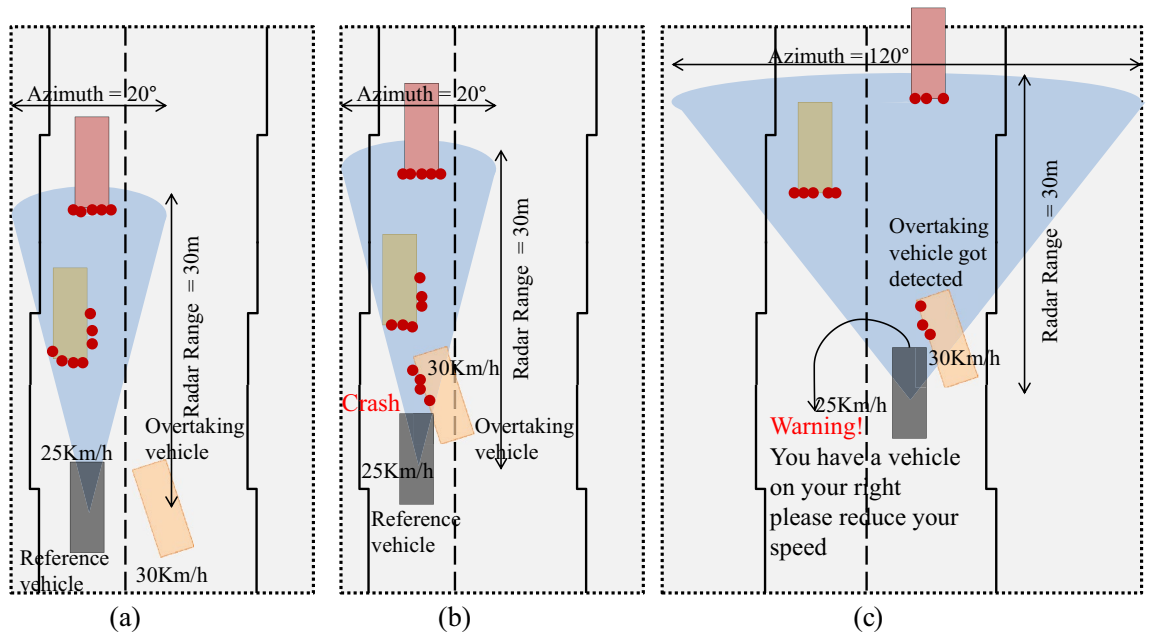 Azimuth = 20°
Radar Range = 30m
25Km/h
Overtaking
vehicle
Reference
vehicle
30Km/h
(a)
Azimuth = 20°
Radar Range = 30m
30Km/h
Crash
Overtaking
vehicle
25Km/h
Reference
vehicle
(b)
Azimuth = 120°
Radar Range = 30m
Overtaking
vehicle got
detected
30Km/h
25Km/h
Warning!
You have a vehicle
on your right
please reduce your
speed
(c)